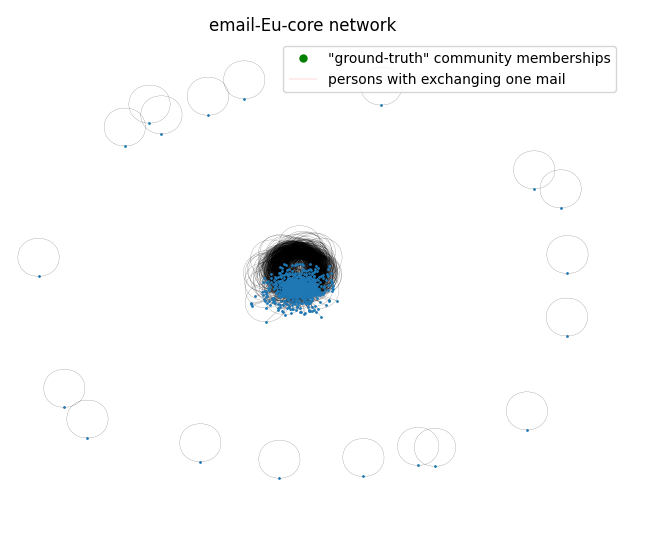 email-Eu-core network
"ground-truth" community memberships
persons with exchanging one mail